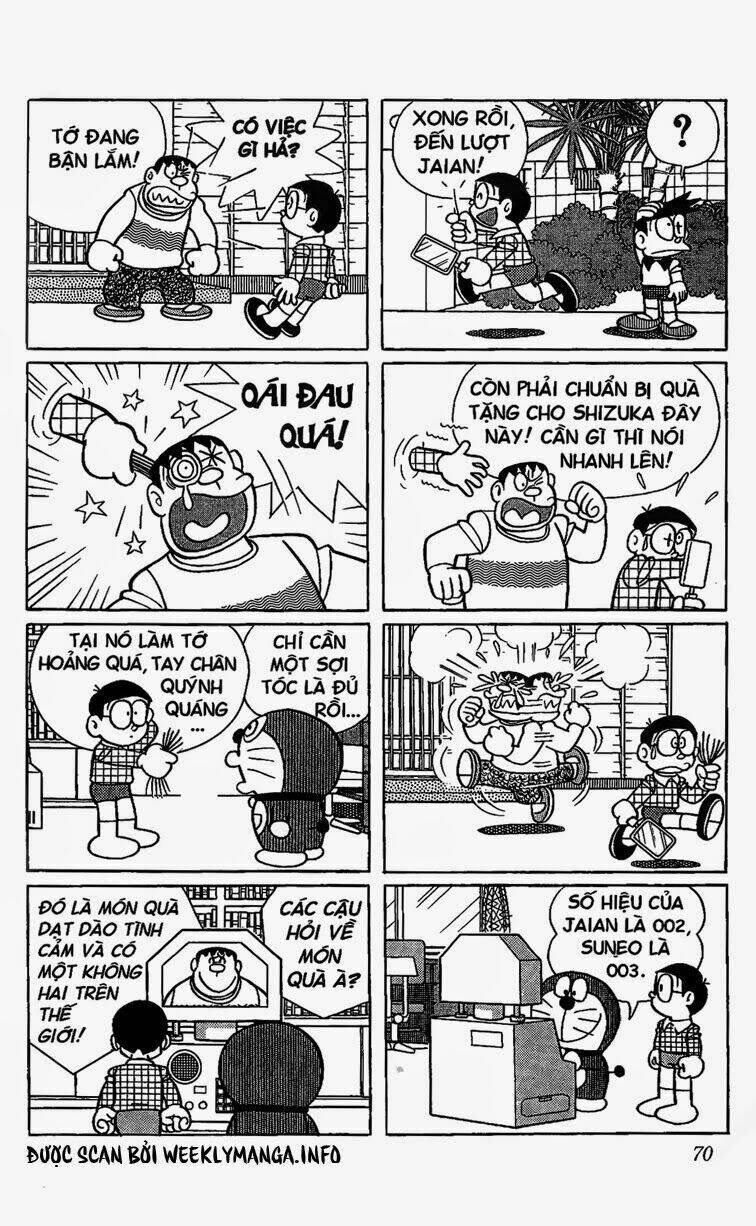 ?
XONG RỒI,
ĐẾN LƯỢT
JAIAN!
CÓ VIỆC
GÌ HẢ?
TỚ ĐANG
BẬN LẮM!
CÒN PHẢI CHUẨN BỊ QUÀ
TẶNG CHO SHIZUKA ĐÂY
NÀY! CẦN GÌ THÌ NÓI
NHANH LÊN!
QÁI ĐAU
QUÁ!
CHỈ CẦN
MỘT SỢI
TÓC LÀ ĐỦ
RỒI...
TẠI NÓ LÀM TỚ
HOẢNG QUÁ, TAY CHÂN
QUÝNH
QUÁNG
...
SỐ HIỆU CỦA
JAIAN LÀ 002,
SUNEO LÀ
003.
CÁC CẬU
HỎI VỀ
MÓN
QUÀ À?
ĐÓ LÀ MÓN QUÀ
DẠT DÀO TÌNH
CẢM VÀ CÓ
MỘT KHÔNG
HAI TRÊN
THẾ
GIỚI!
ĐƯỢC SCAN BỞI WEEKLYMANGA.INFO
70